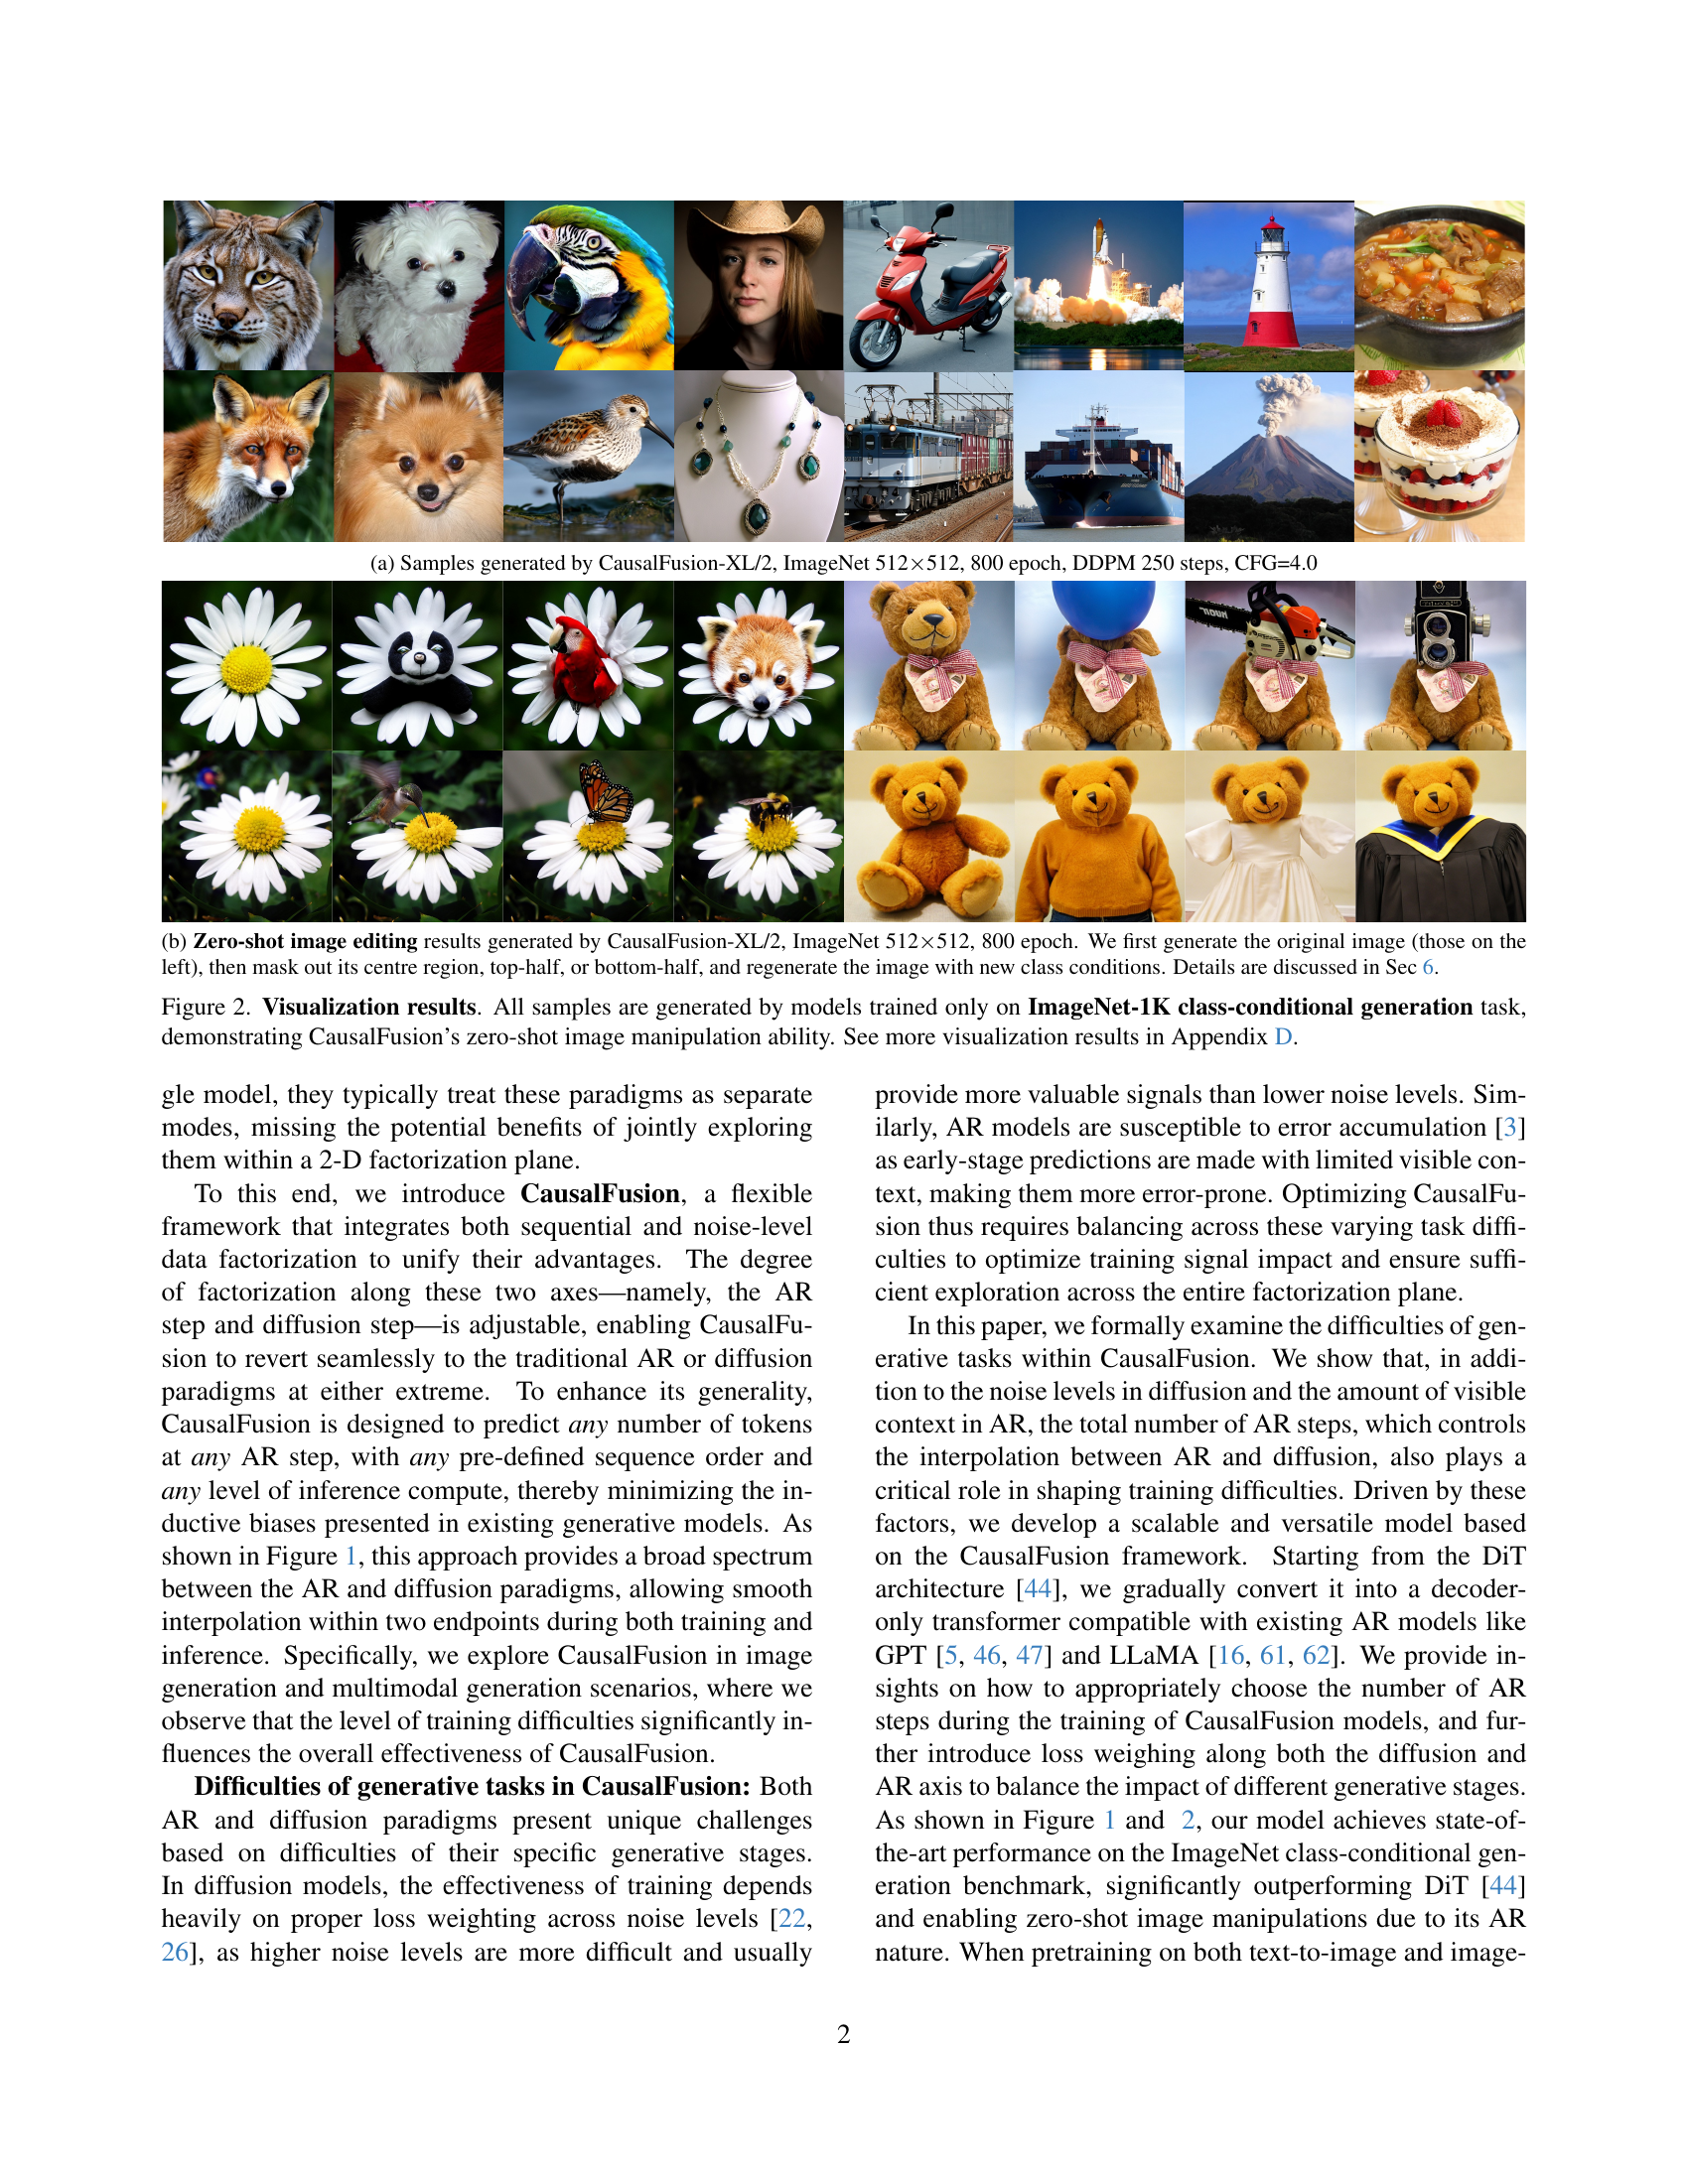 (a) Samples generated by CausalFusion-XL/2, ImageNet 512×512, 800 epoch, DDPM 250 steps, CFG=4.0
(b) Zero-shot image editing results generated by CausalFusion-XL/2, ImageNet 512×512, 800 epoch. We first generate the original image (those on the
left), then mask out its centre region, top-half, or bottom-half, and regenerate the image with new class conditions. Details are discussed in Sec 6.
Figure 2. Visualization results. All samples are generated by models trained only on ImageNet-1K class-conditional generation task,
demonstrating CausalFusion's zero-shot image manipulation ability. See more visualization results in Appendix D.
gle model, they typically treat these paradigms as separate
modes, missing the potential benefits of jointly exploring
them within a 2-D factorization plane.
To this end, we introduce CausalFusion, a flexible
framework that integrates both sequential and noise-level
data factorization to unify their advantages. The degree
of factorization along these two axes—namely, the AR
step and diffusion step—is adjustable, enabling CausalFu-
sion to revert seamlessly to the traditional AR or diffusion
paradigms at either extreme. To enhance its generality,
CausalFusion is designed to predict any number of tokens
at any AR step, with any pre-defined sequence order and
any level of inference compute, thereby minimizing the in-
ductive biases presented in existing generative models. As
shown in Figure 1, this approach provides a broad spectrum
between the AR and diffusion paradigms, allowing smooth
interpolation within two endpoints during both training and
inference. Specifically, we explore CausalFusion in image
generation and multimodal generation scenarios, where we
observe that the level of training difficulties significantly in-
fluences the overall effectiveness of CausalFusion.
Difficulties of generative tasks in CausalFusion: Both
AR and diffusion paradigms present unique challenges
based on difficulties of their specific generative stages.
In diffusion models, the effectiveness of training depends
heavily on proper loss weighting across noise levels [22,
26], as higher noise levels are more difficult and usually
provide more valuable signals than lower noise levels. Sim-
ilarly, AR models are susceptible to error accumulation [3]
as early-stage predictions are made with limited visible con-
text, making them more error-prone. Optimizing CausalFu-
sion thus requires balancing across these varying task diffi-
culties to optimize training signal impact and ensure suffi-
cient exploration across the entire factorization plane.
In this paper, we formally examine the difficulties of gen-
erative tasks within CausalFusion. We show that, in addi-
tion to the noise levels in diffusion and the amount of visible
context in AR, the total number of AR steps, which controls
the interpolation between AR and diffusion, also plays a
critical role in shaping training difficulties. Driven by these
factors, we develop a scalable and versatile model based
on the CausalFusion framework. Starting from the DiT
architecture [44], we gradually convert it into a decoder-
only transformer compatible with existing AR models like
GPT [5, 46, 47] and LLaMA [16, 61, 62]. We provide in-
sights on how to appropriately choose the number of AR
steps during the training of CausalFusion models, and fur-
ther introduce loss weighing along both the diffusion and
AR axis to balance the impact of different generative stages.
As shown in Figure 1 and 2, our model achieves state-of-
the-art performance on the ImageNet class-conditional gen-
eration benchmark, significantly outperforming DiT [44]
and enabling zero-shot image manipulations due to its AR
nature. When pretraining on both text-to-image and image-
2